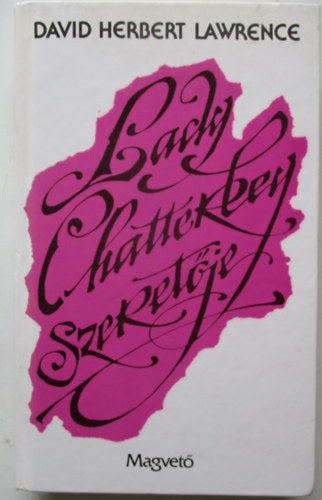 DAVID HERBERT LAWRENCE
Lady
Chatterley
szeretője
Magvető